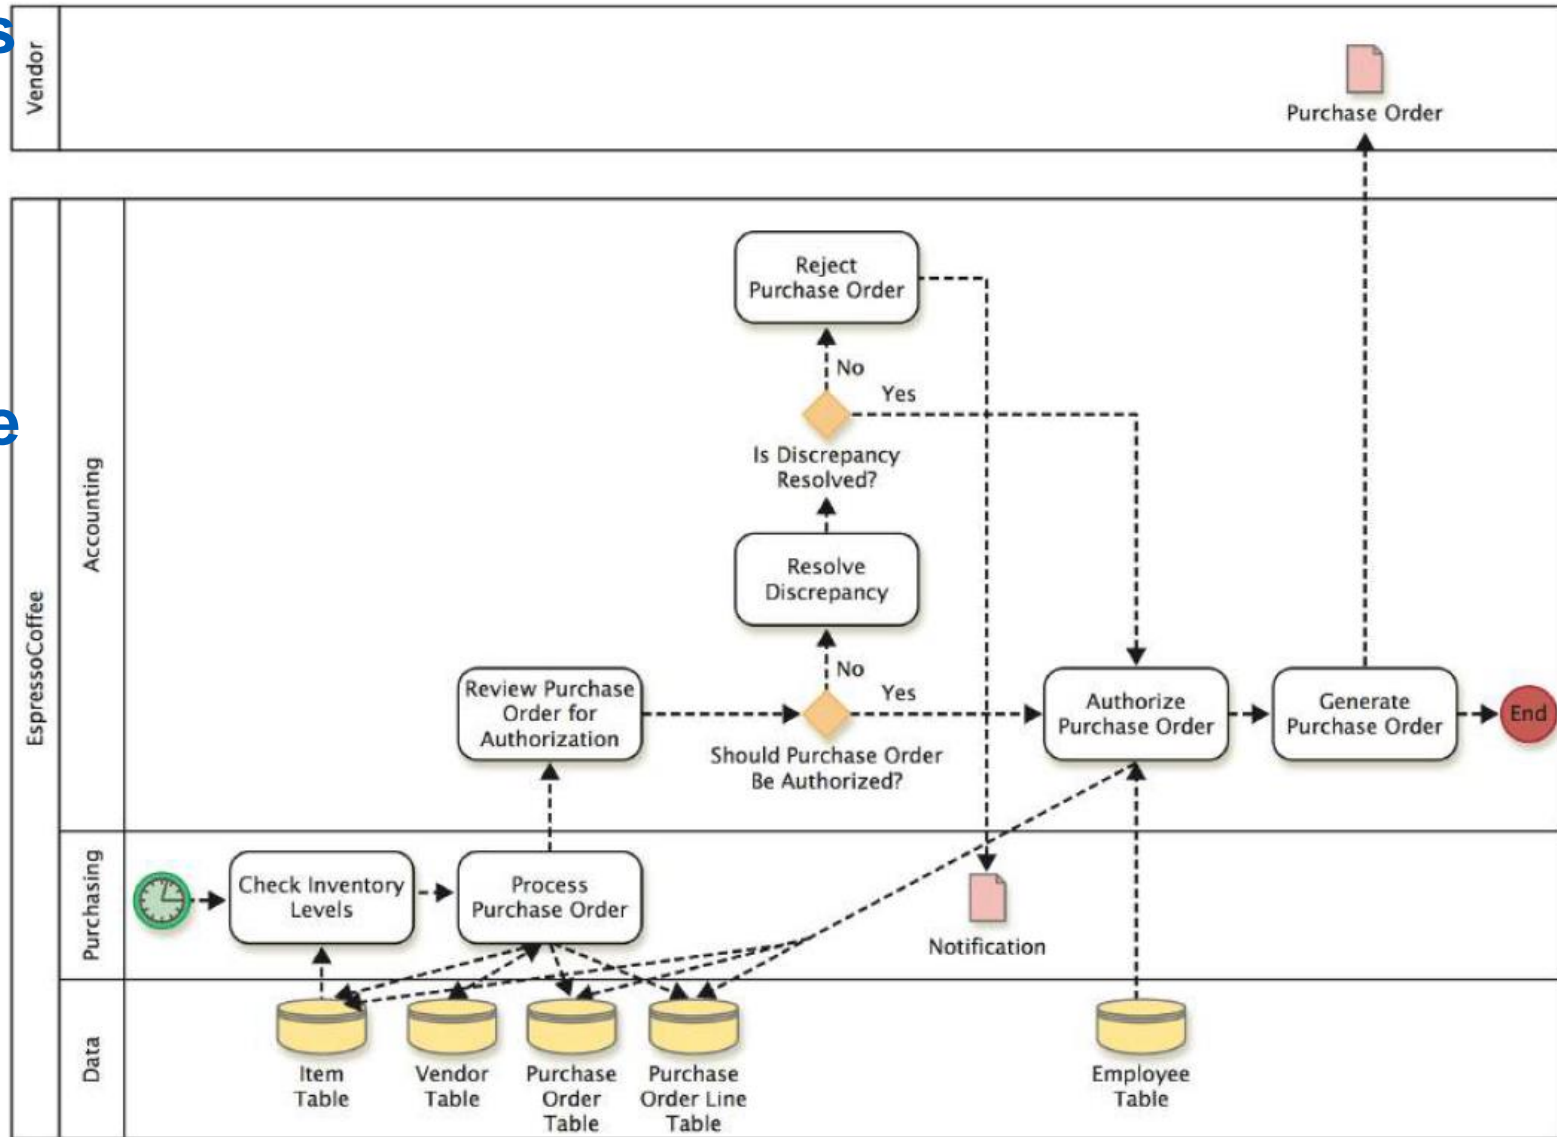 s
Vendor
Purchase Order
e
EspressoCoffee
Accounting
Reject
Purchase Order
No
Yes
Is Discrepancy
Resolved?
Resolve
Discrepancy
No
Yes
Review Purchase
Order for
Authorization
Should Purchase Order
Be Authorized?
Authorize
Purchase Order
Generate
Purchase Order
End
Purchasing
Check Inventory
Levels
Process
Purchase Order
Notification
Data
Item
Table
Vendor
Table
Purchase
Order
Table
Purchase
Order Line
Table
Employee
Table